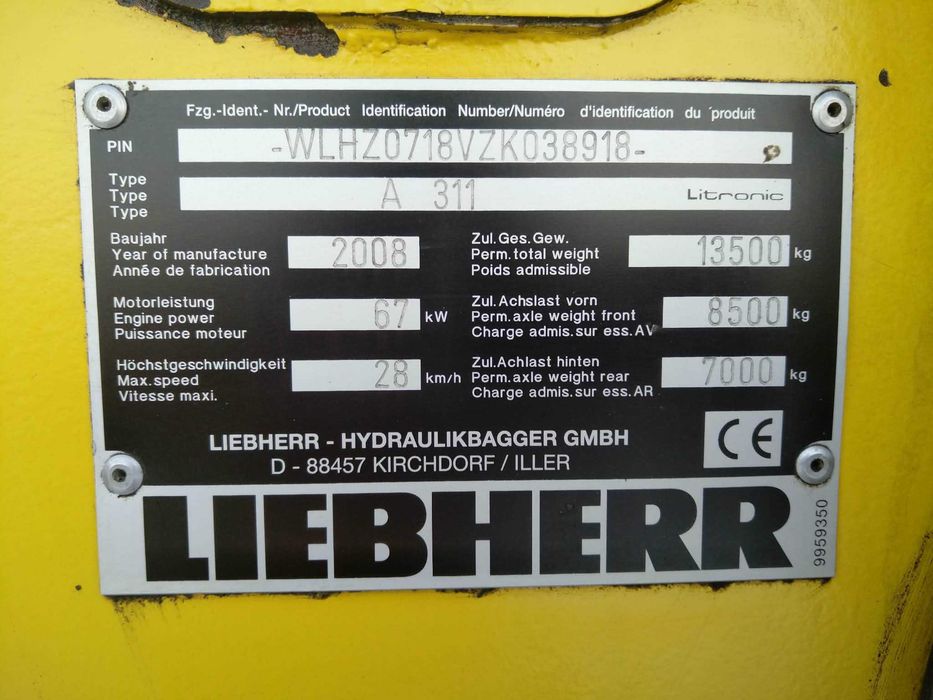 Fzg.-Ident.- Nr./Product Identification Number/Numéro d'identification du produit
PIN -WLHZ0718VZK038918-
Type
Type A 311 Litronic
Type
Baujahr
Year of manufacture 2008
Année de fabrication
Zul.Ges.Gew.
Perm.total weight 13500 kg
Poids admissible
Motorleistung
Engine power 67 kW
Puissance moteur
Zul.Achslast vorn
Perm.axle weight front 8500 kg
Charge admis.sur ess.AV
Höchstgeschwindigkeit
Max.speed 28 km/h
Vitesse maxi.
Zul.Achlast hinten
Perm.axle weight rear 7000 kg
Charge admis.sur ess.AR
LIEBHERR - HYDRAULIKBAGGER GMBH
D - 88457 KIRCHDORF / ILLER
CE
LIEBHERR
9959350